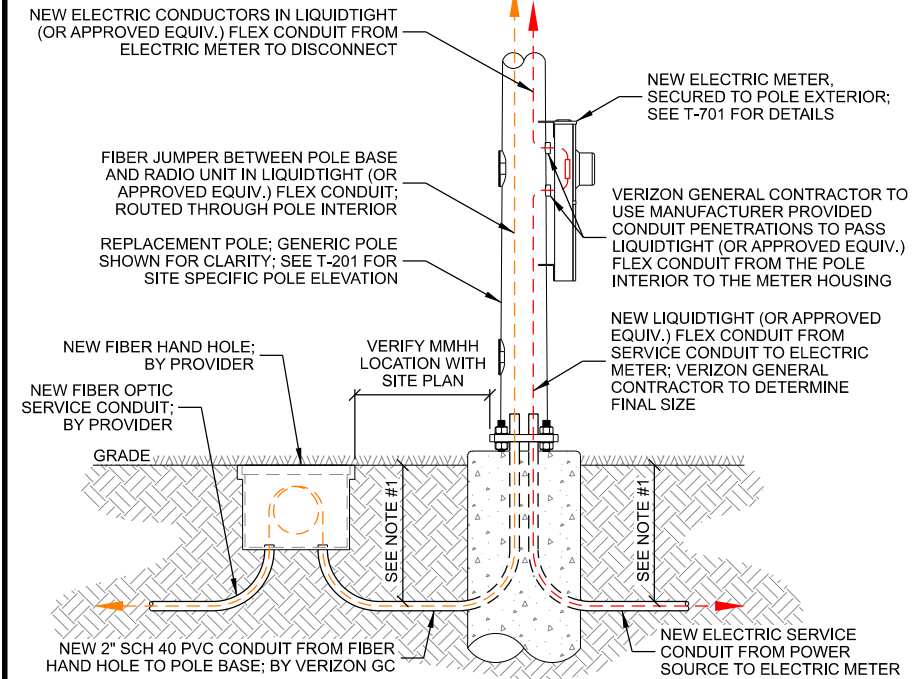 NEW ELECTRIC CONDUCTORS IN LIQUIDTIGHT
(OR APPROVED EQUIV.) FLEX CONDUIT FROM
ELECTRIC METER TO DISCONNECT
NEW ELECTRIC METER,
SECURED TO POLE EXTERIOR;
SEE T-701 FOR DETAILS
FIBER JUMPER BETWEEN POLE BASE
AND RADIO UNIT IN LIQUIDTIGHT (OR
APPROVED EQUIV.) FLEX CONDUIT;
ROUTED THROUGH POLE INTERIOR
VERIZON GENERAL CONTRACTOR TO
USE MANUFACTURER PROVIDED
CONDUIT PENETRATIONS TO PASS
LIQUIDTIGHT (OR APPROVED EQUIV.)
FLEX CONDUIT FROM THE POLE
INTERIOR TO THE METER HOUSING
REPLACEMENT POLE; GENERIC POLE
SHOWN FOR CLARITY; SEE T-201 FOR
SITE SPECIFIC POLE ELEVATION
NEW LIQUIDTIGHT (OR APPROVED
EQUIV.) FLEX CONDUIT FROM
SERVICE CONDUIT TO ELECTRIC
METER; VERIZON GENERAL
CONTRACTOR TO DETERMINE
FINAL SIZE
NEW FIBER HAND HOLE;
BY PROVIDER
VERIFY MMHH
LOCATION WITH
SITE PLAN
NEW FIBER OPTIC
SERVICE CONDUIT;
BY PROVIDER
GRADE
SEE NOTE #1
SEE NOTE #1
NEW 2" SCH 40 PVC CONDUIT FROM FIBER
HAND HOLE TO POLE BASE; BY VERIZON GC
NEW ELECTRIC SERVICE
CONDUIT FROM POWER
SOURCE TO ELECTRIC METER